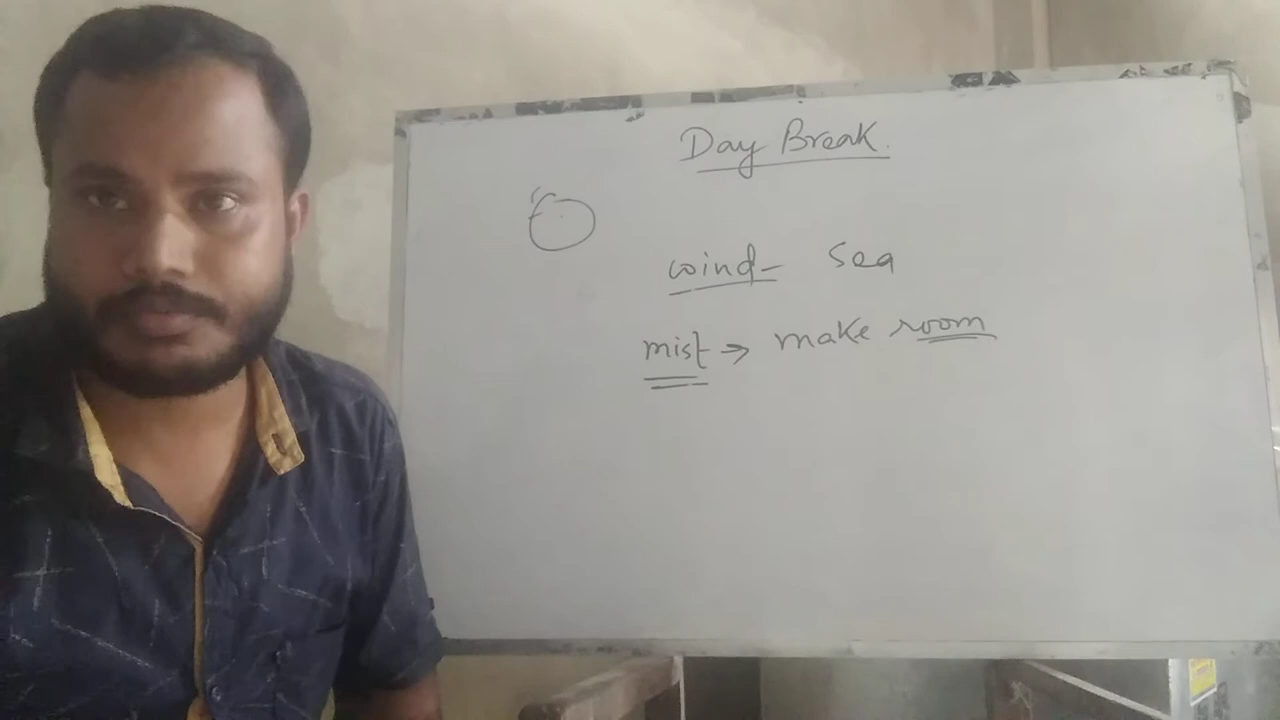 Day Break.
wind- sea
mist → make room